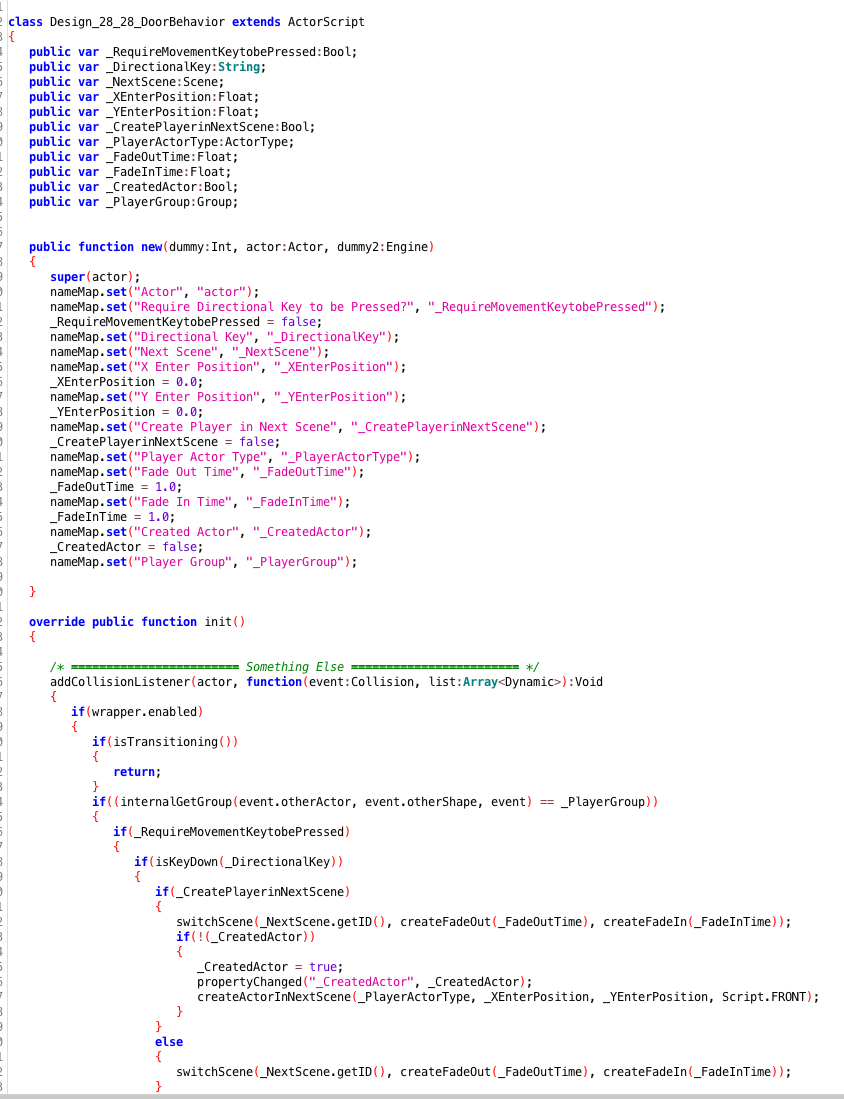 class Design_28_28_DoorBehavior extends ActorScript
{
public var _RequireMovementKeytobePressed:Bool;
public var _DirectionalKey:String;
public var _NextScene:Scene;
public var _XEnterPosition:Float;
public var _YEnterPosition:Float;
public var _CreatePlayerinNextScene:Bool;
public var _PlayerActorType:ActorType;
public var _FadeOutTime:Float;
public var _FadeInTime:Float;
public var _CreatedActor:Bool;
public var _PlayerGroup:Group;
public function new(dummy:Int, actor:Actor, dummy2:Engine)
{
super(actor);
nameMap.set("Actor", "actor");
nameMap.set("Require Directional Key to be Pressed?", "_RequireMovementKeytobePressed");
_RequireMovementKeytobePressed = false;
nameMap.set("Directional Key", "_DirectionalKey");
nameMap.set("Next Scene", "_NextScene");
nameMap.set("X Enter Position", "_XEnterPosition");
_XEnterPosition = 0.0;
nameMap.set("Y Enter Position", "_YEnterPosition");
_YEnterPosition = 0.0;
nameMap.set("Create Player in Next Scene", "_CreatePlayerinNextScene");
_CreatePlayerinNextScene = false;
nameMap.set("Player Actor Type", "_PlayerActorType");
nameMap.set("Fade Out Time", "_FadeOutTime");
_FadeOutTime = 1.0;
nameMap.set("Fade In Time", "_FadeInTime");
_FadeInTime = 1.0;
nameMap.set("Created Actor", "_CreatedActor");
_CreatedActor = false;
nameMap.set("Player Group", "_PlayerGroup");
}
override public function init()
{
/* ======================== Something Else ======================== */
addCollisionListener(actor, function(event:Collision, list:Array<Dynamic>):Void
{
if(wrapper.enabled)
{
if(isTransitioning())
{
return;
}
if((internalGetGroup(event.otherActor, event.otherShape, event) == _PlayerGroup))
{
if(_RequireMovementKeytobePressed)
{
if(isKeyDown(_DirectionalKey))
{
if(_CreatePlayerinNextScene)
{
switchScene(_NextScene.getID(), createFadeOut(_FadeOutTime), createFadeIn(_FadeInTime));
if(!(_CreatedActor))
{
_CreatedActor = true;
propertyChanged("_CreatedActor", _CreatedActor);
createActorInNextScene(_PlayerActorType, _XEnterPosition, _YEnterPosition, Script.FRONT);
}
}
else
{
switchScene(_NextScene.getID(), createFadeOut(_FadeOutTime), createFadeIn(_FadeInTime));
}